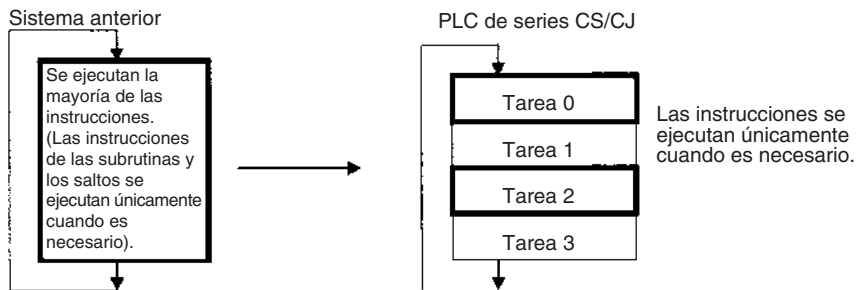 Sistema anterior
Se ejecutan la
mayoría de las
instrucciones.
(Las instrucciones
de las subrutinas y
los saltos se
ejecutan únicamente
cuando es
necesario).
PLC de series CS/CJ
Tarea 0
Tarea 1
Tarea 2
Tarea 3
Las instrucciones se
ejecutan únicamente
cuando es necesario.